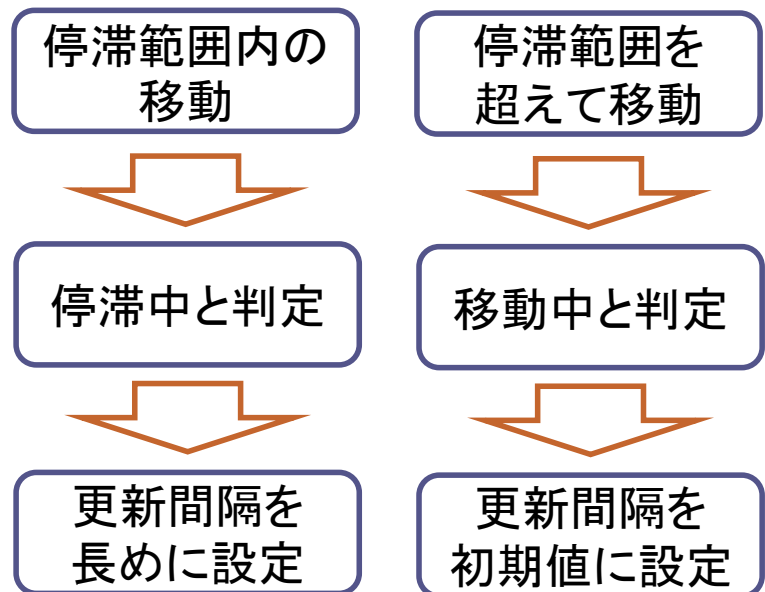 停滞範囲内の
移動
停滞範囲を
超えて移動
停滞中と判定
移動中と判定
更新間隔を
長めに設定
更新間隔を
初期値に設定